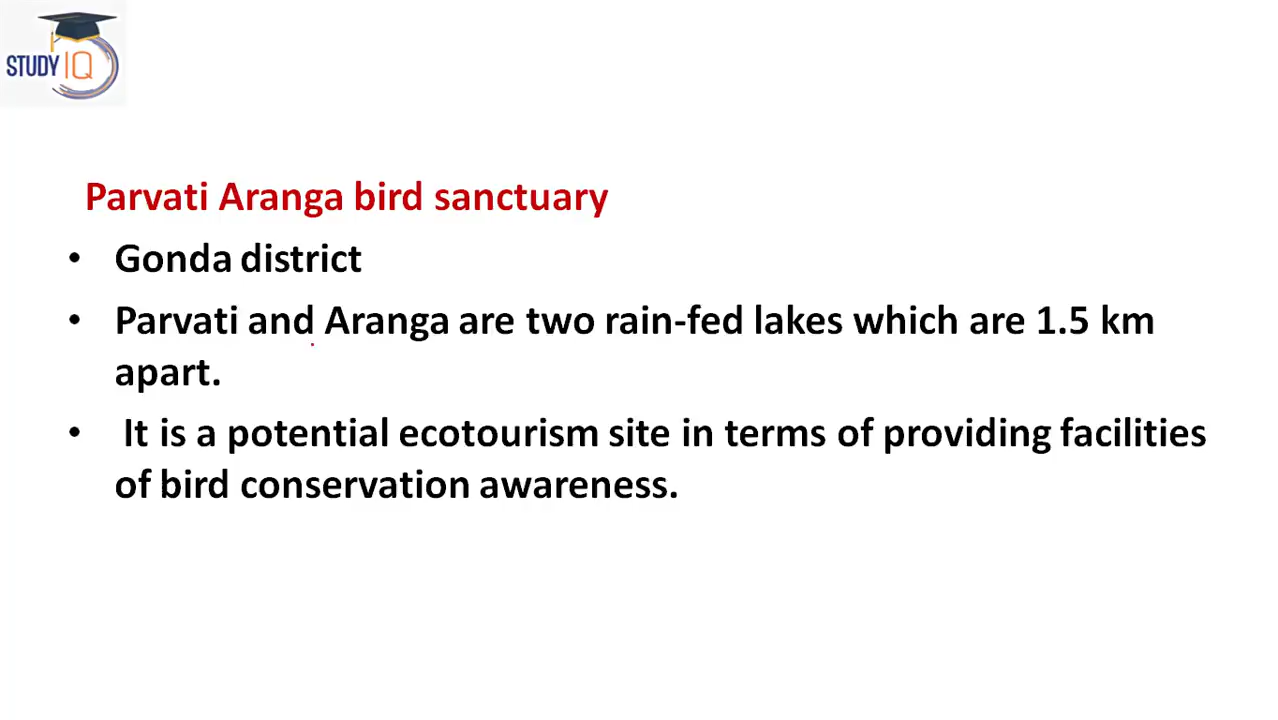 STUDY IQ
Parvati Aranga bird sanctuary
• Gonda district
• Parvati and Aranga are two rain-fed lakes which are 1.5 km
apart.
• It is a potential ecotourism site in terms of providing facilities
of bird conservation awareness.